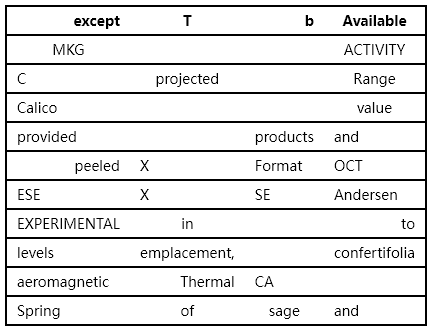 except T b Available
MKG ACTIVITY
C projected Range
Calico value
provided products and
peeled X Format OCT
ESE X SE Andersen
EXPERIMENTAL in to
levels emplacement, confertifolia
aeromagnetic Thermal CA
Spring of sage and